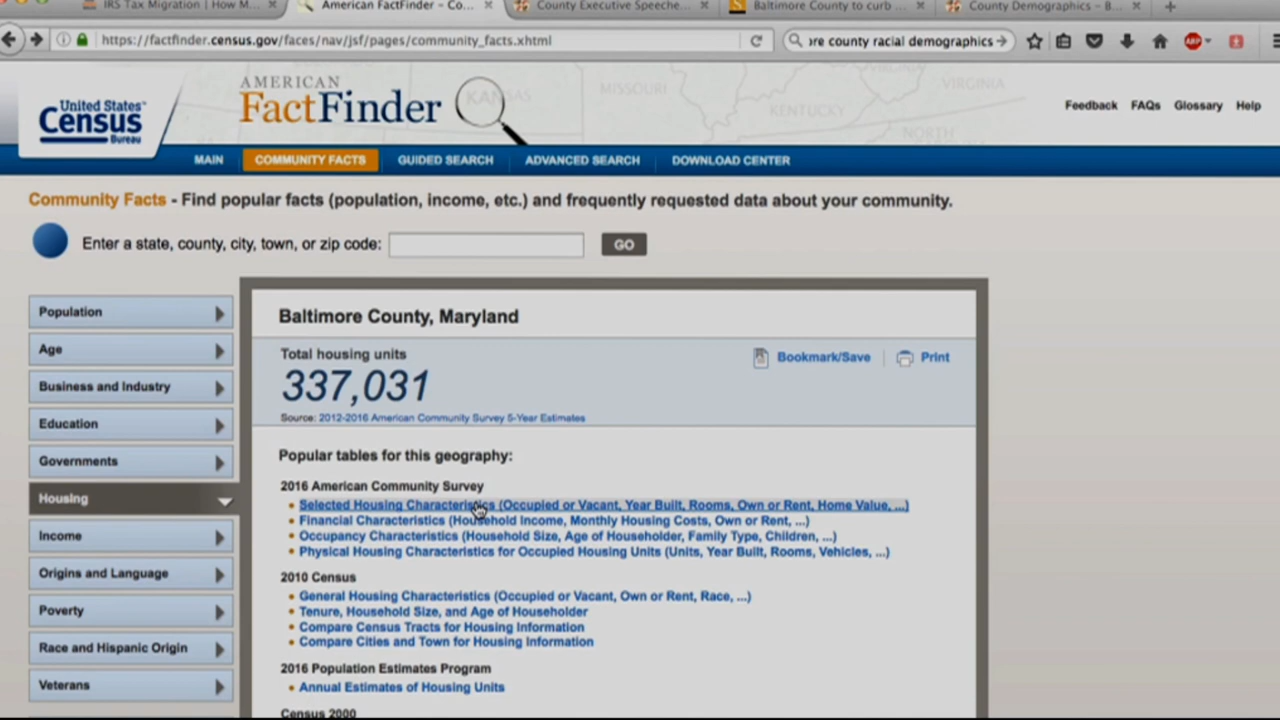 IRS Tax Migration | How M...
American FactFinder - Co...
County Executive Speeche...
Baltimore County to curb ...
County Demographics - B...
https://factfinder.census.gov/faces/nav/jsf/pages/community_facts.xhtml
re county racial demographics
ABP
United States
Census
Bureau
AMERICAN
FactFinder
KANSAS
MISSOURI
KENTUCKY
VIRGINIA
NORTH
Feedback FAQs Glossary Help
MAIN COMMUNITY FACTS GUIDED SEARCH ADVANCED SEARCH DOWNLOAD CENTER
Community Facts - Find popular facts (population, income, etc.) and frequently requested data about your community.
Enter a state, county, city, town, or zip code: GO
Population
Age
Business and Industry
Education
Governments
Housing
Income
Origins and Language
Poverty
Race and Hispanic Origin
Veterans
Baltimore County, Maryland
Total housing units
337,031
Source: 2012-2016 American Community Survey 5-Year Estimates
Bookmark/Save Print
Popular tables for this geography:
2016 American Community Survey
Selected Housing Characteristics (Occupied or Vacant, Year Built, Rooms, Own or Rent, Home Value, ...)
Financial Characteristics (Household Income, Monthly Housing Costs, Own or Rent, ...)
Occupancy Characteristics (Household Size, Age of Householder, Family Type, Children, ...)
Physical Housing Characteristics for Occupied Housing Units (Units, Year Built, Rooms, Vehicles, ...)
2010 Census
General Housing Characteristics (Occupied or Vacant, Own or Rent, Race, ...)
Tenure, Household Size, and Age of Householder
Compare Census Tracts for Housing Information
Compare Cities and Town for Housing Information
2016 Population Estimates Program
Annual Estimates of Housing Units
Census 2000